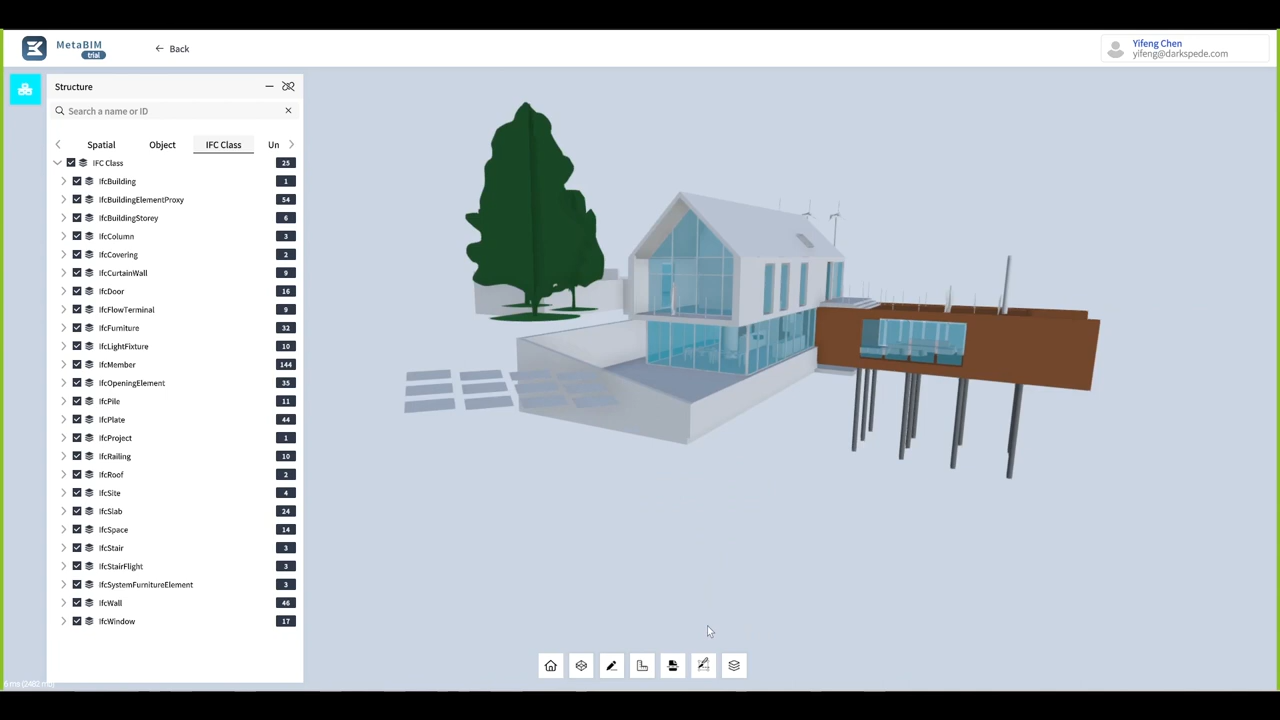 MetaBIM
trial
Back
Yifeng Chen
yifeng@darkspede.com
Structure
Search a name or ID
Spatial Object IFC Class Un
IFC Class 25
IfcBuilding 1
IfcBuildingElementProxy 54
IfcBuildingStorey 6
IfcColumn 3
IfcCovering 2
IfcCurtainWall 9
IfcDoor 16
IfcFlowTerminal 9
IfcFurniture 32
IfcLightFixture 10
IfcMember 144
IfcOpeningElement 35
IfcPile 11
IfcPlate 44
IfcProject 1
IfcRailing 10
IfcRoof 2
IfcSite 4
IfcSlab 24
IfcSpace 14
IfcStair 3
IfcStairFlight 3
IfcSystemFurnitureElement 3
IfcWall 46
IfcWindow 17